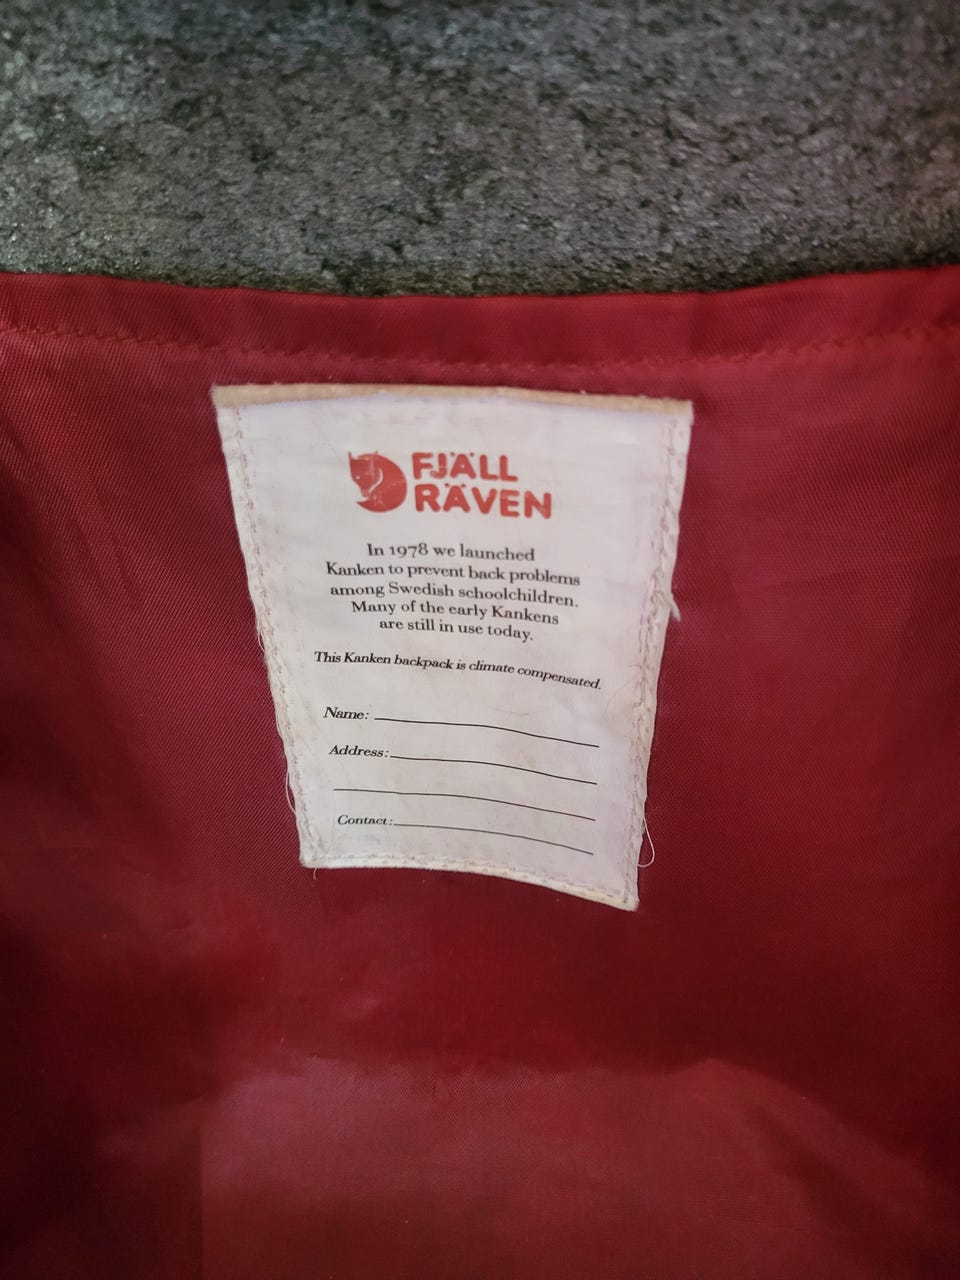 FJÄLL
RÄVEN
In 1978 we launched
Kanken to prevent back problems
among Swedish schoolchildren.
Many of the early Kankens
are still in use today.
This Kanken backpack is climate compensated.
Name:
Address:
Contact: